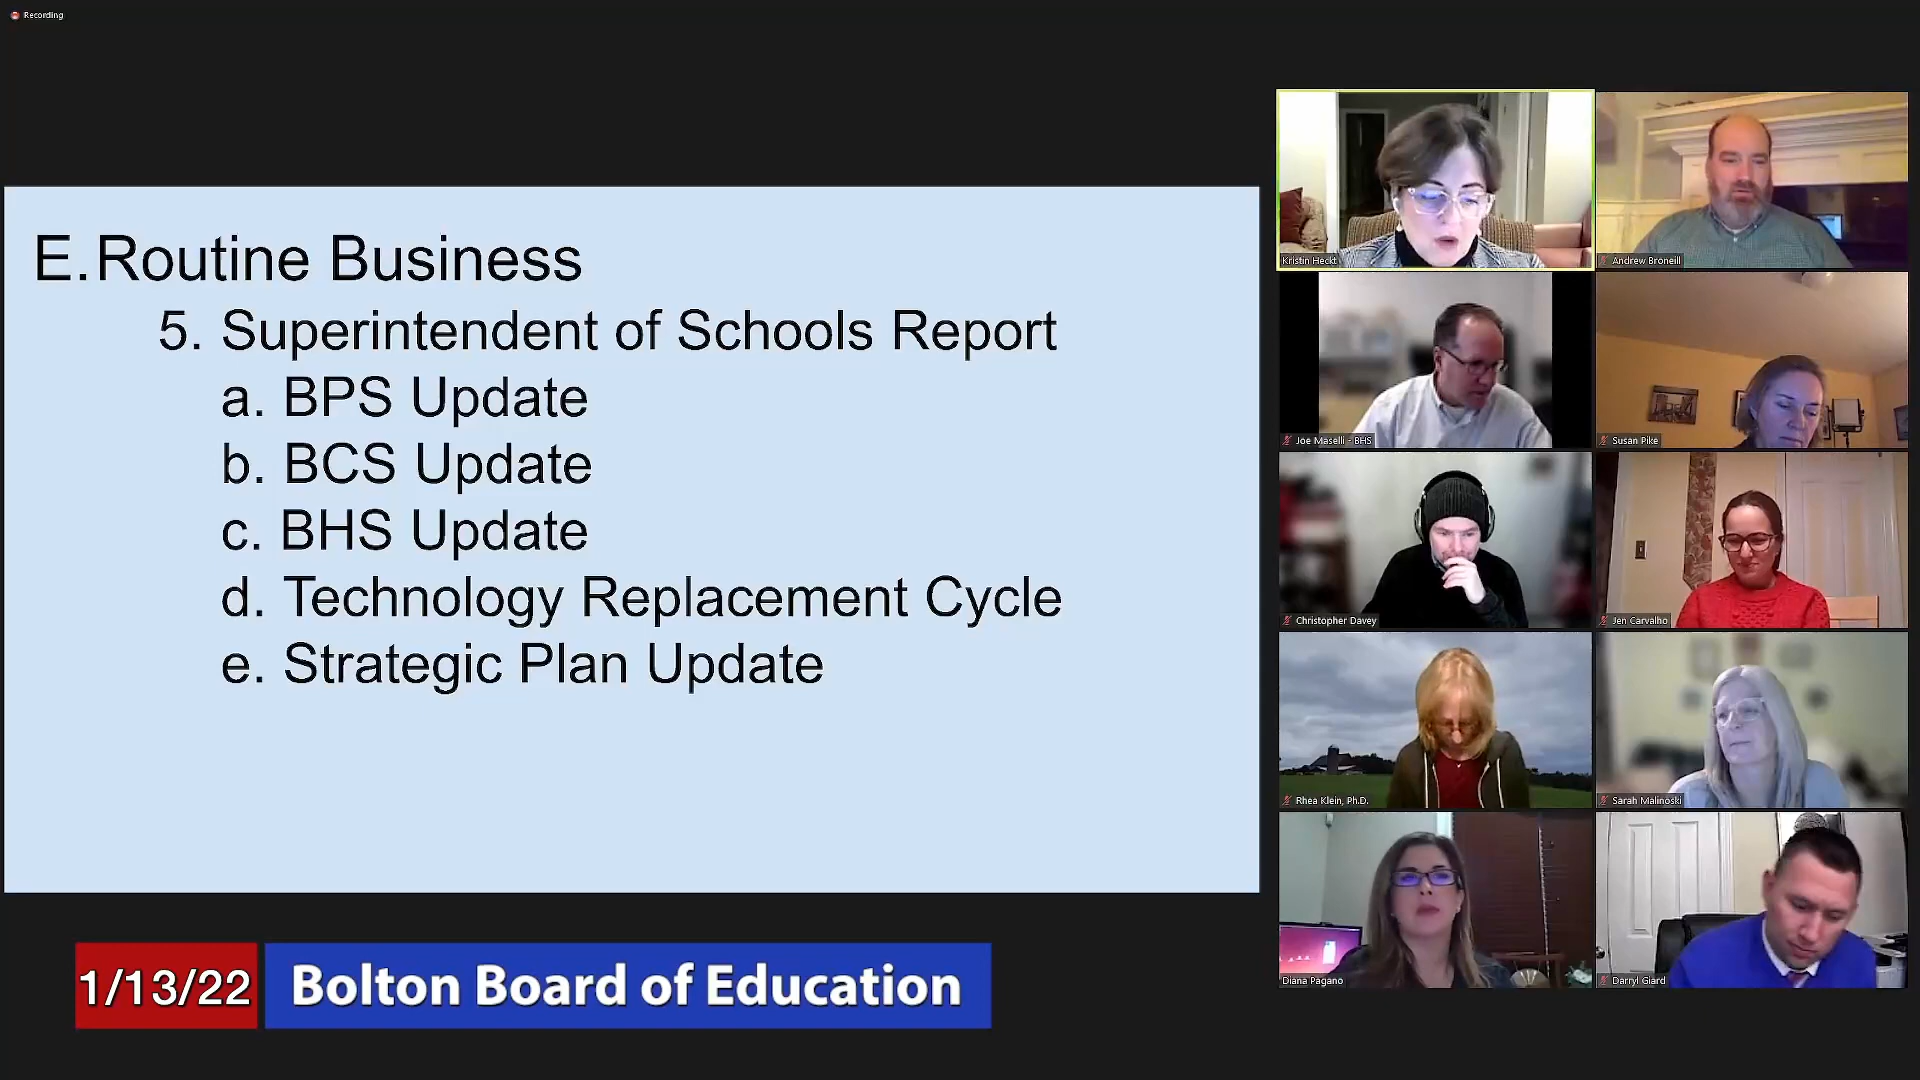 Recording
E. Routine Business
5. Superintendent of Schools Report
a. BPS Update
b. BCS Update
c. BHS Update
d. Technology Replacement Cycle
e. Strategic Plan Update
1/13/22 Bolton Board of Education
Kristin Heckt
Andrew Broneill
Joe Maselli - BHS
Susan Pike
Christopher Davey
Jen Carvalho
Rhea Klein, Ph.D.
Sarah Malinoski
Diana Pagano
Darryl Giard